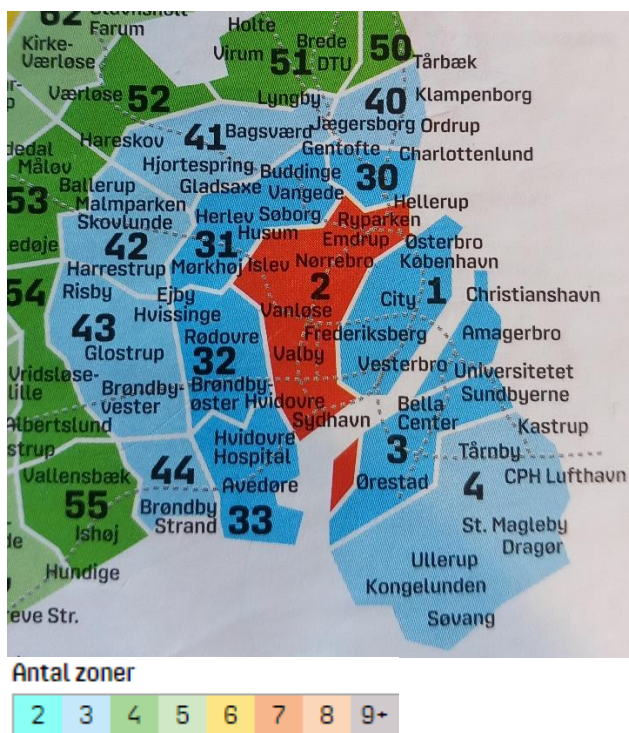 62
Farum
Kirke-
Værløse
Holte
Virum
51
Brede
DTU
50
Tårbæk
Værløse 52
Lyngby
40
Klampenborg
Hareskov
41
Bagsværd
Jægersborg
Ordrup
Måløv
Hjortespring
Gentofte
Charlottenlund
Ballerup
Gladsaxe
Buddinge
30
53
Malmparken
Vangede
Hellerup
Skovlunde
Herlev
Søborg
Ryparken
42
31
Husum
Emdrup
Østerbro
Harrestrup
Mørkhøj
Islev
Nørrebro
København
54
Risby
Ejby
2
City
1
Christianshavn
43
Hvissinge
Vanløse
Glostrup
Rødovre
Frederiksberg
Amagerbro
32
Valby
Vesterbro
Universitetet
Vridsløse-
lille
Brøndby-
vester
Brøndby-
øster
Hvidovre
Sundbyerne
Albertslund
Sydhavn
Bella
Center
Kastrup
Hvidovre
Hospital
3
Tårnby
Vallensbæk
44
Avedøre
Ørestad
4
CPH Lufthavn
55
Brøndby
Strand
33
St. Magleby
Ishøj
Dragør
Hundige
Ullerup
Kongelunden
Søvang
eve Str.
Antal zoner
2 3 4 5 6 7 8 9+